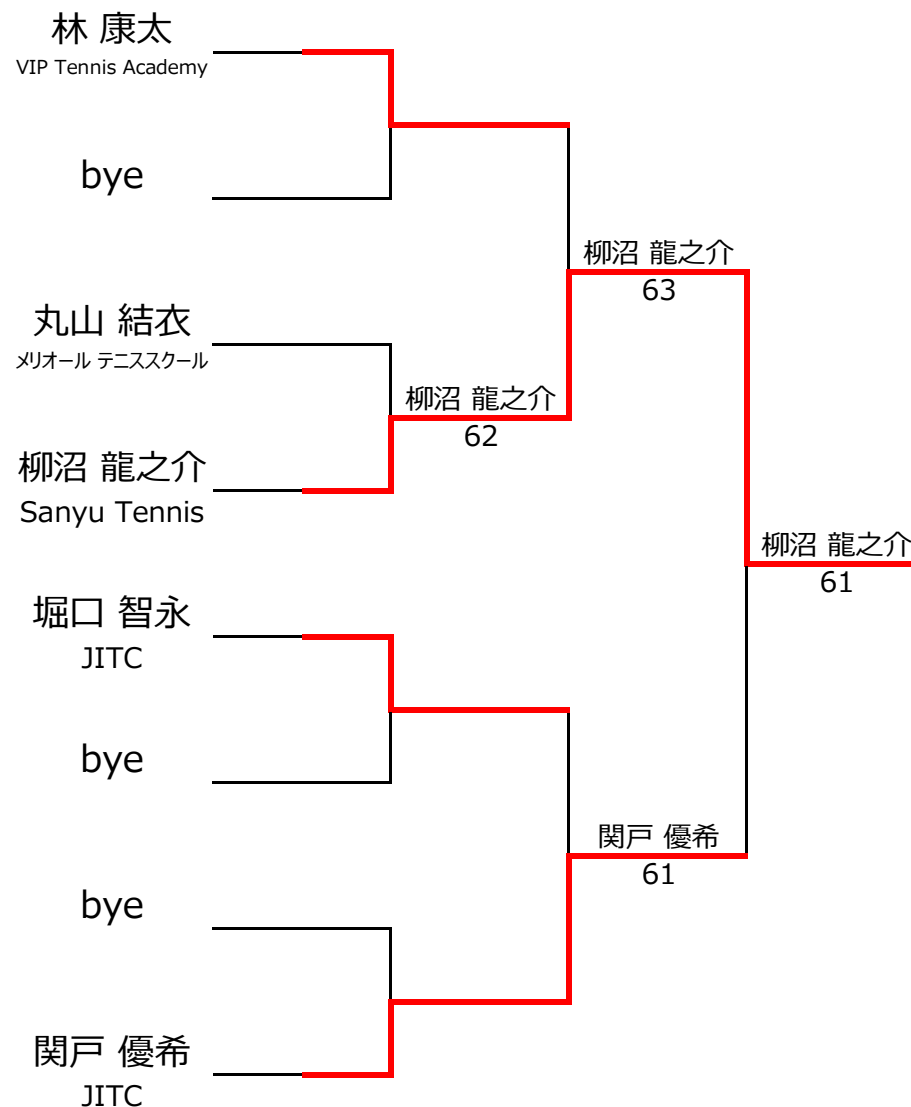 林 康太
VIP Tennis Academy
bye
丸山 結衣
メリオール テニススクール
柳沼 龍之介
Sanyu Tennis
堀口 智永
JITC
bye
bye
関戸 優希
JITC
柳沼 龍之介
62
柳沼 龍之介
63
関戸 優希
61
柳沼 龍之介
61